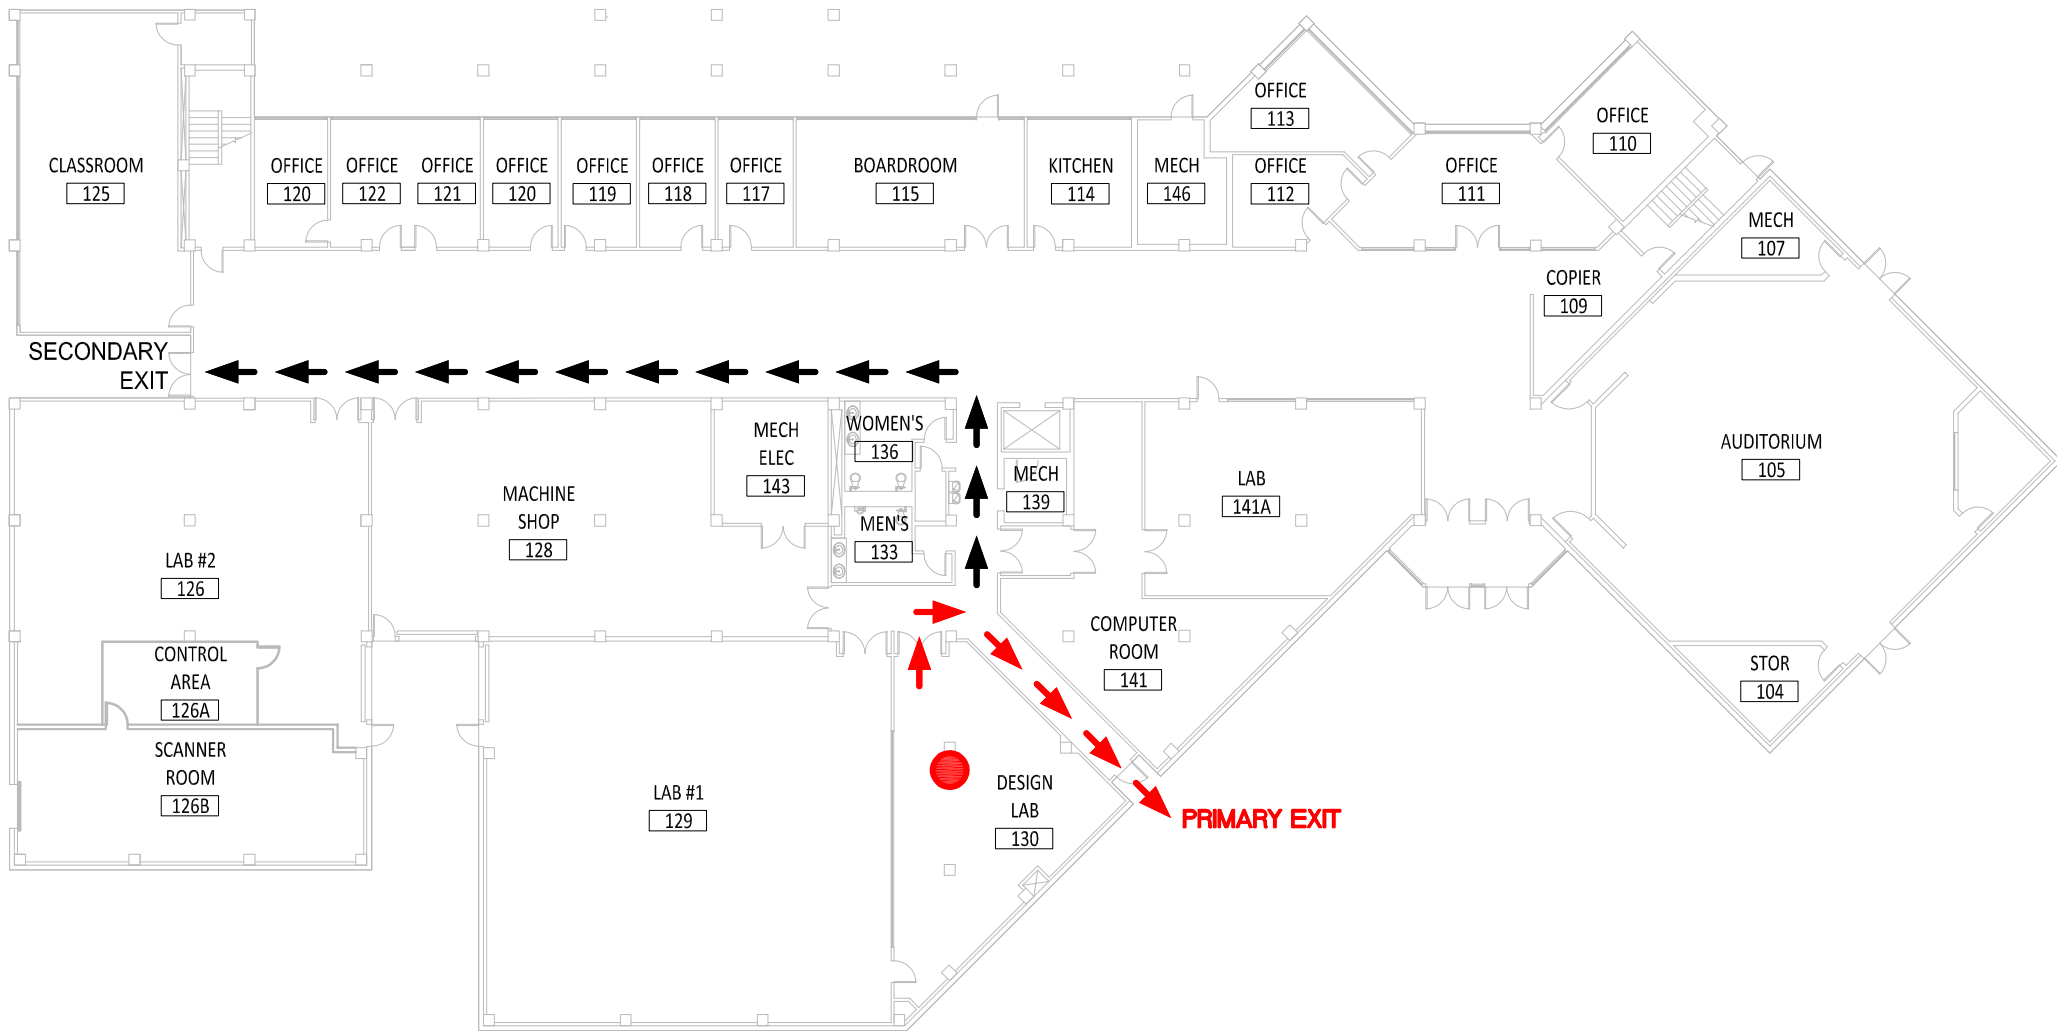 OFFICE
113
OFFICE
110
CLASSROOM
125
OFFICE
120
OFFICE
122
OFFICE
121
OFFICE
120
OFFICE
119
OFFICE
118
OFFICE
117
BOARDROOM
115
KITCHEN
114
MECH
146
OFFICE
112
OFFICE
111
MECH
107
COPIER
109
SECONDARY
EXIT
WOMEN'S
136
MECH
ELEC
143
MECH
139
LAB
141A
AUDITORIUM
105
MACHINE
SHOP
128
MEN'S
133
LAB #2
126
COMPUTER
ROOM
141
CONTROL
AREA
126A
STOR
104
SCANNER
ROOM
126B
LAB #1
129
DESIGN
LAB
130
PRIMARY EXIT